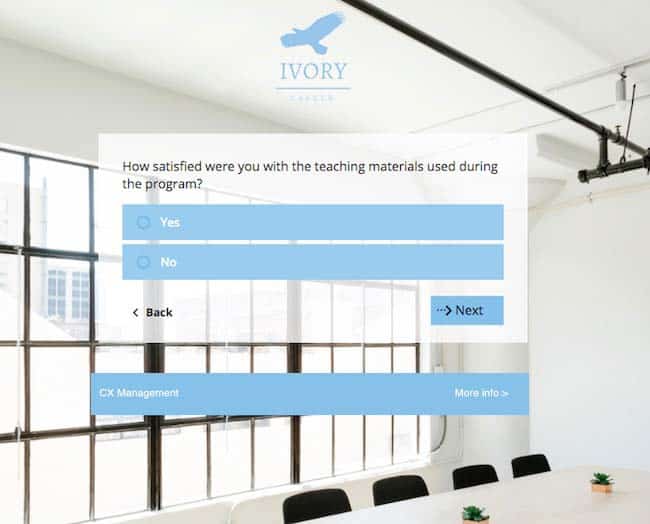 IVORY
How satisfied were you with the teaching materials used during
the program?
Yes
No
Back
Next
CX Management
More info >